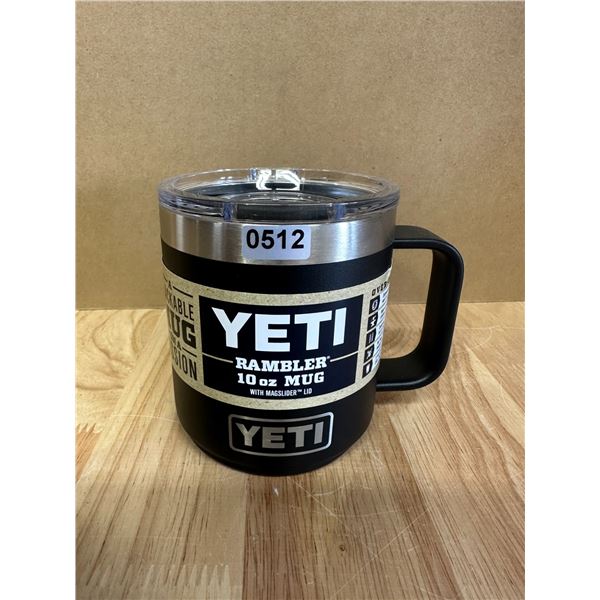 0512
YETI
RAMBLER®
10 oz MUG
WITH MAGSLIDER™ LID
YETI